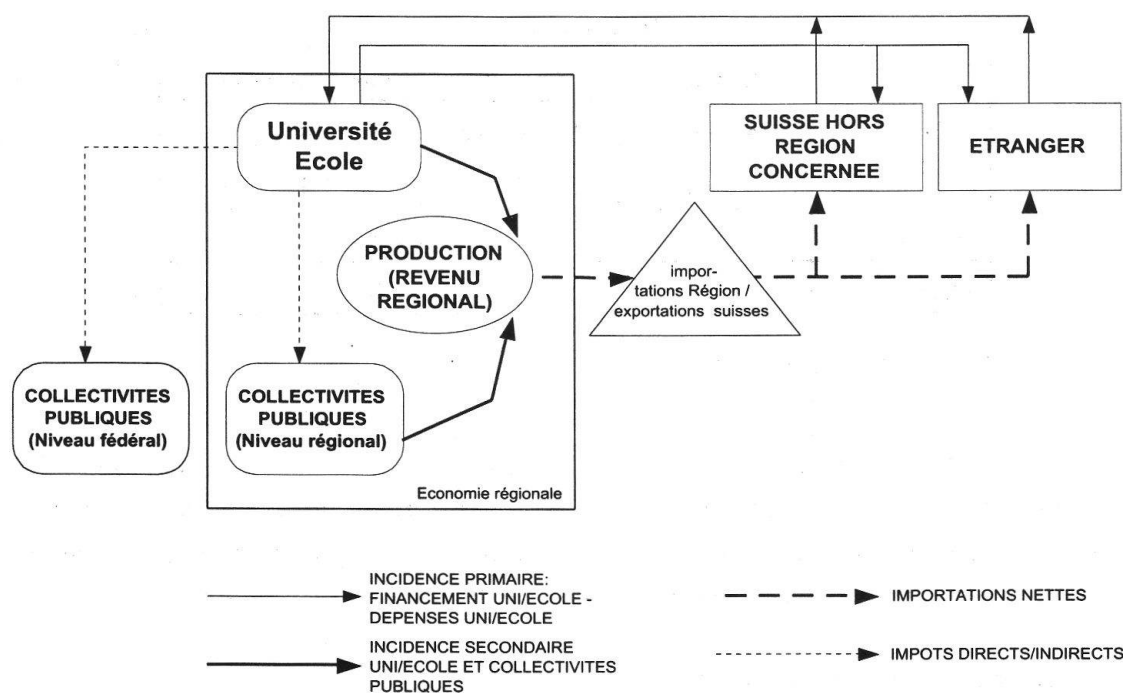 Université
Ecole
SUISSE HORS
REGION
CONCERNEE
ETRANGER
PRODUCTION
(REVENU
REGIONAL)
impor-
tations Région /
exportations suisses
COLLECTIVITES
PUBLIQUES
(Niveau fédéral)
COLLECTIVITES
PUBLIQUES
(Niveau régional)
Economie régionale
INCIDENCE PRIMAIRE:
FINANCEMENT UNI/ECOLE -
DEPENSES UNI/ECOLE
IMPORTATIONS NETTES
INCIDENCE SECONDAIRE
UNI/ECOLE ET COLLECTIVITES
PUBLIQUES
IMPOTS DIRECTS/INDIRECTS